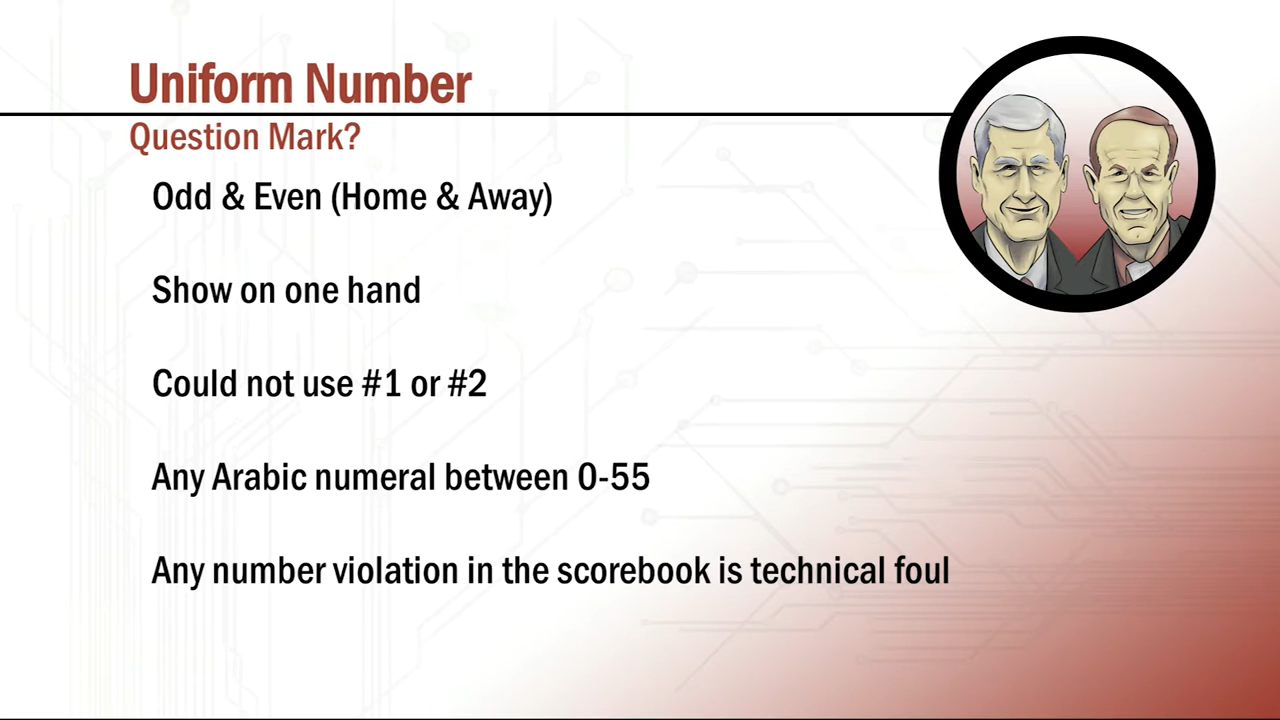 Uniform Number
Question Mark?
Odd & Even (Home & Away)
Show on one hand
Could not use #1 or #2
Any Arabic numeral between 0-55
Any number violation in the scorebook is technical foul